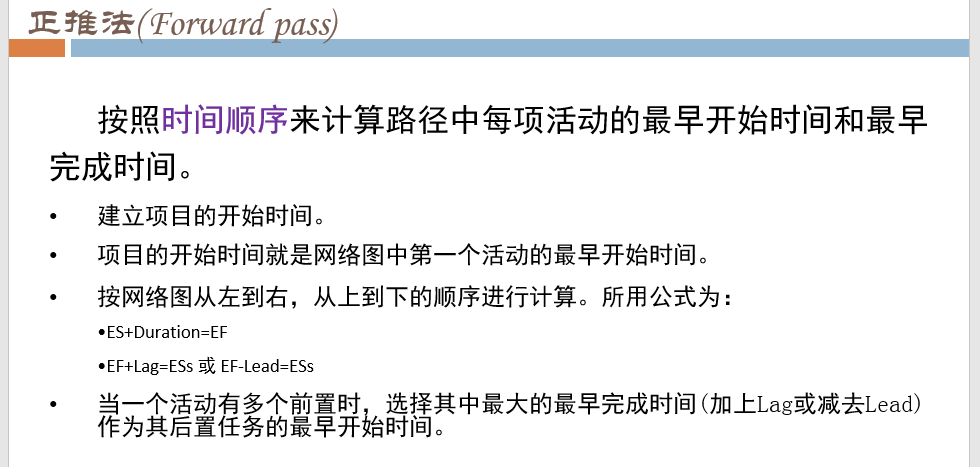 正推法(Forward pass)
按照时间顺序来计算路径中每项活动的最早开始时间和最早
完成时间。
• 建立项目的开始时间。
• 项目的开始时间就是网络图中第一个活动的最早开始时间。
• 按网络图从左到右，从上到下的顺序进行计算。所用公式为：
•ES+Duration=EF
•EF+Lag=ESs 或 EF-Lead=ESs
• 当一个活动有多个前置时，选择其中最大的最早完成时间(加上Lag或减去Lead)
作为其后置任务的最早开始时间。